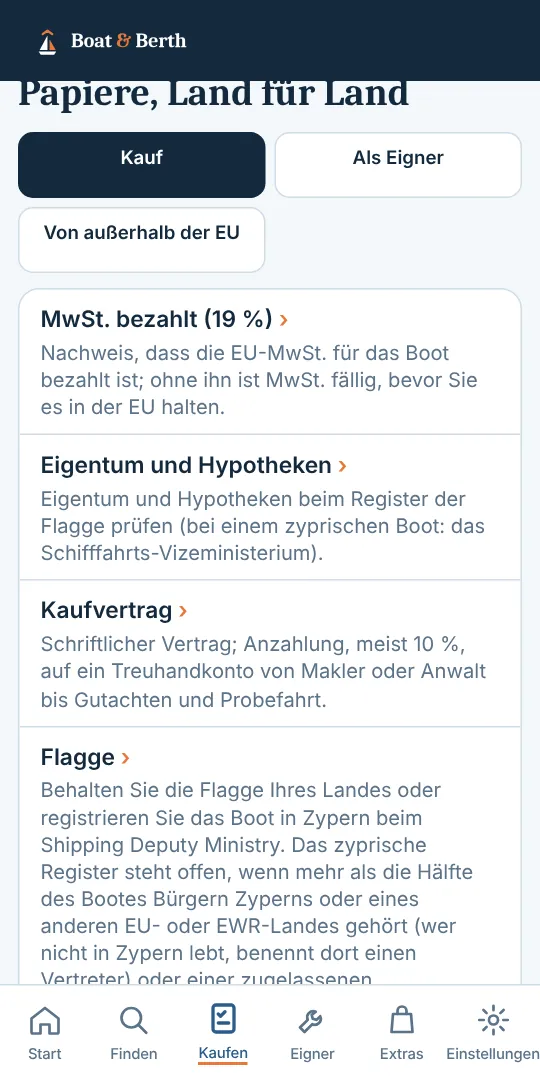 Boat & Berth
Papiere, Land für Land
Kauf
Als Eigner
Von außerhalb der EU
MwSt. bezahlt (19 %) ›
Nachweis, dass die EU-MwSt. für das Boot
bezahlt ist; ohne ihn ist MwSt. fällig, bevor Sie
es in der EU halten.
Eigentum und Hypotheken ›
Eigentum und Hypotheken beim Register der
Flagge prüfen (bei einem zyprischen Boot: das
Schifffahrts-Vizeministerium).
Kaufvertrag ›
Schriftlicher Vertrag; Anzahlung, meist 10 %,
auf ein Treuhandkonto von Makler oder Anwalt
bis Gutachten und Probefahrt.
Flagge ›
Behalten Sie die Flagge Ihres Landes oder
registrieren Sie das Boot in Zypern beim
Shipping Deputy Ministry. Das zyprische
Register steht offen, wenn mehr als die Hälfte
des Bootes Bürgern Zyperns oder eines
anderen EU- oder EWR-Landes gehört (wer
nicht in Zypern lebt, benennt dort einen
Vertreter) oder einer zugelassenen
Start
Finden
Kaufen
Eigner
Extras
Einstellungen